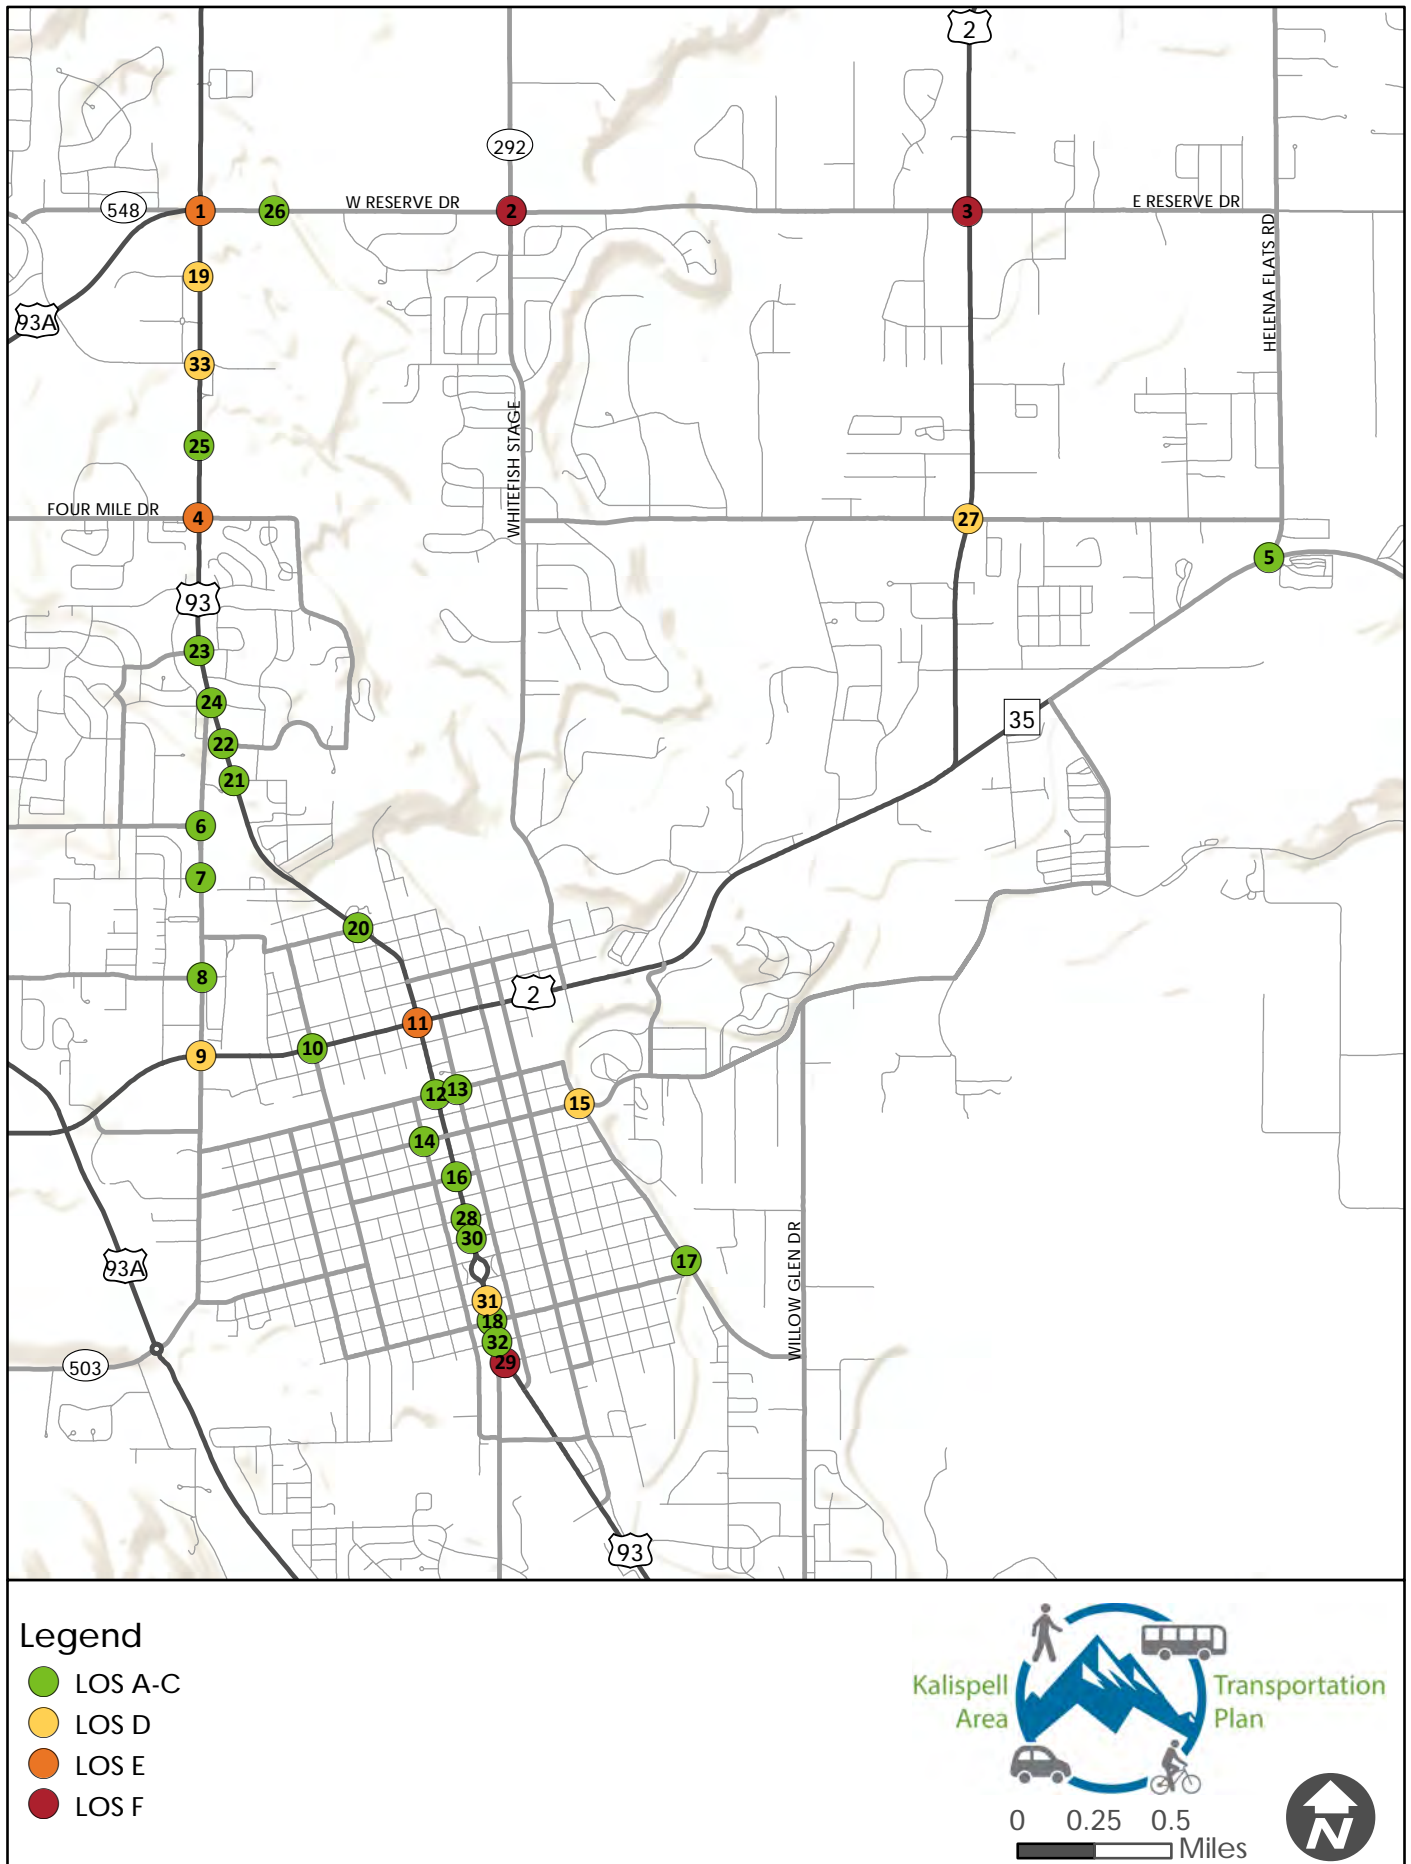 2
292
548
1
26
W RESERVE DR
2
3
E RESERVE DR
HELENA FLATS RD
19
93A
33
WHITEFISH STAGE
25
FOUR MILE DR
4
27
5
93
23
24
35
22
21
6
7
20
8
2
11
10
9
12
13
15
14
16
28
30
17
WILLOW GLEN DR
93A
31
18
32
29
503
93
Legend
LOS A-C
LOS D
LOS E
LOS F
Kalispell
Area
Transportation
Plan
0 0.25 0.5
Miles
N